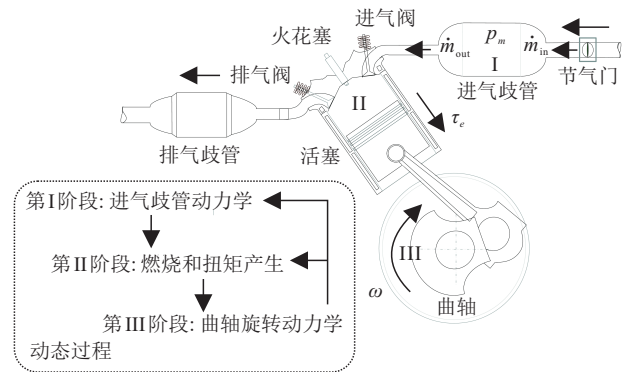 进气阀
火花塞
排气阀
ṁout
pm
ṁin
I
进气歧管
节气门
II
τe
排气歧管
活塞
III
ω
曲轴
第I阶段: 进气歧管动力学
第II阶段: 燃烧和扭矩产生
第III阶段: 曲轴旋转动力学
动态过程